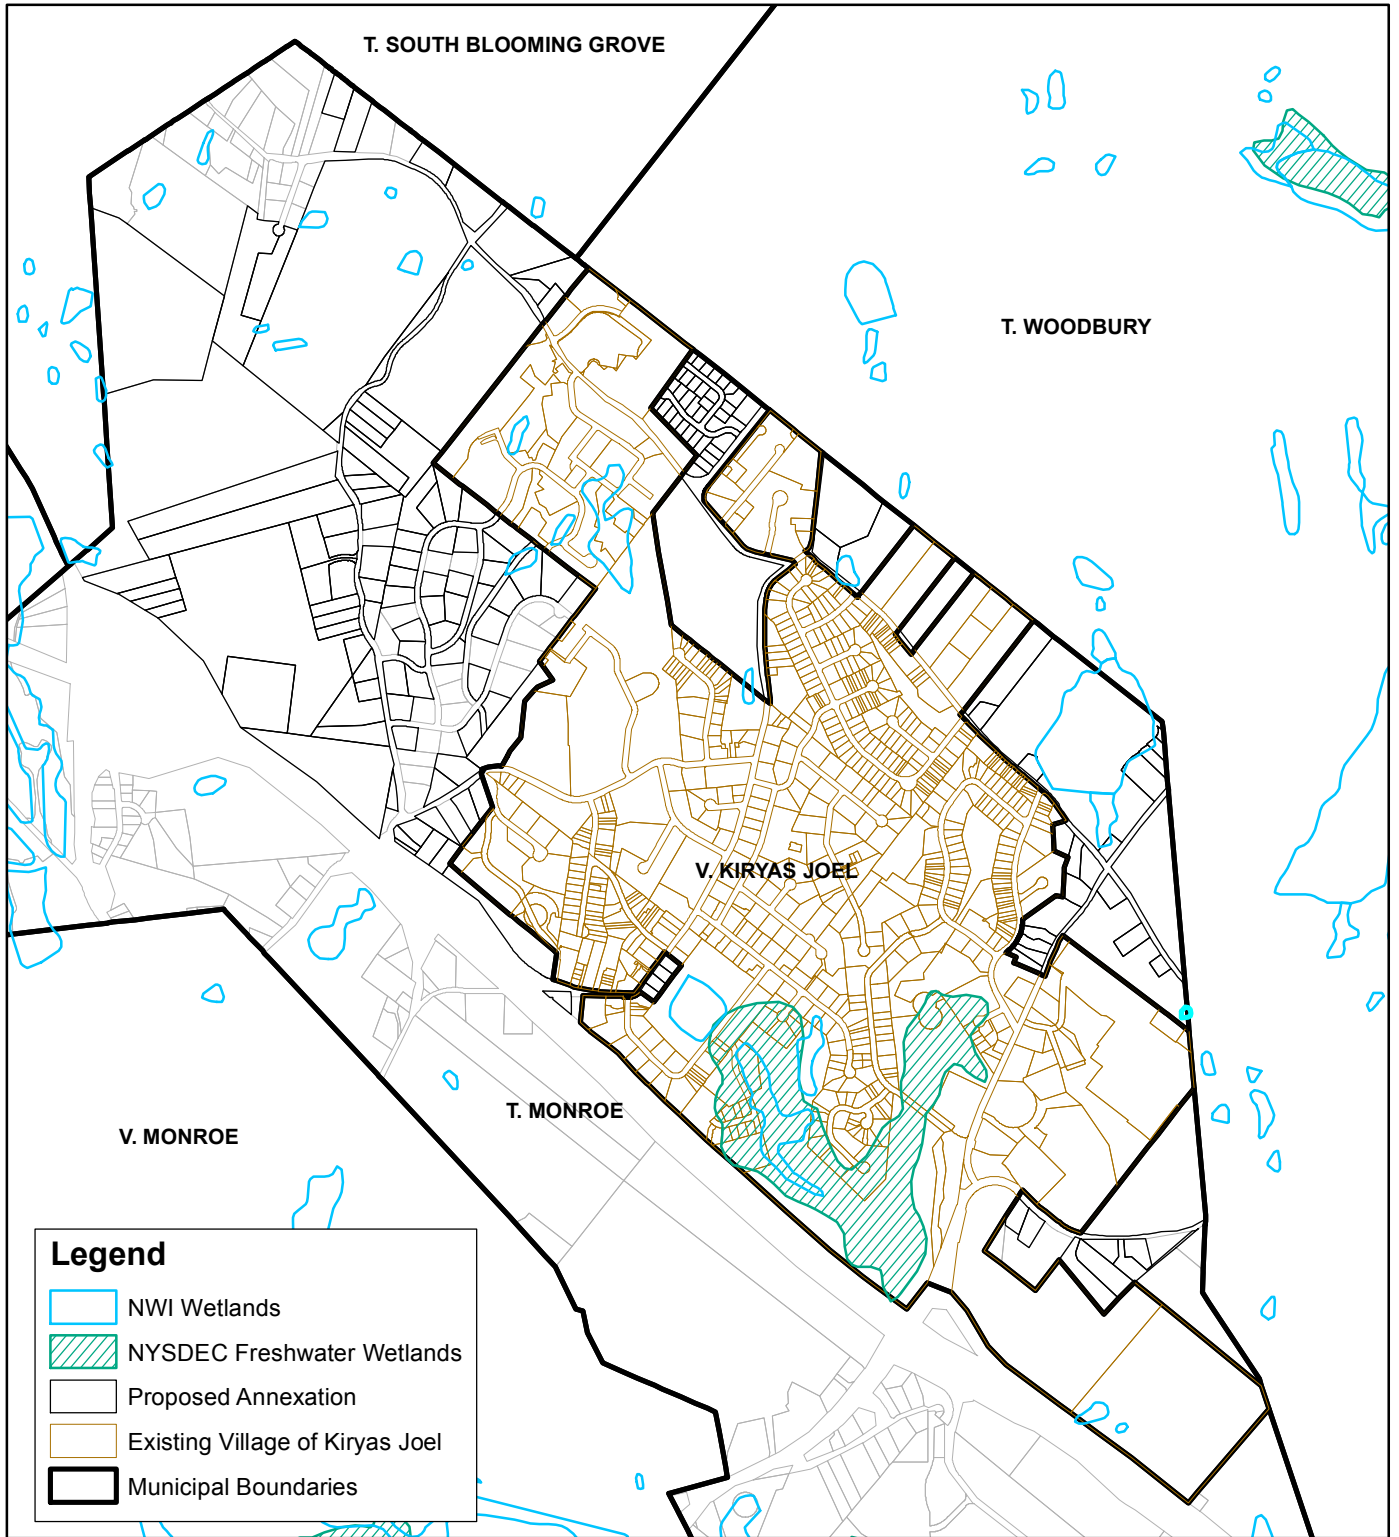 T. SOUTH BLOOMING GROVE
T. WOODBURY
V. KIRYAS JOEL
T. MONROE
V. MONROE
Legend
NWI Wetlands
NYSDEC Freshwater Wetlands
Proposed Annexation
Existing Village of Kiryas Joel
Municipal Boundaries